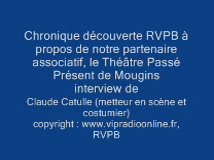 Chronique découverte RVPB à
propos de notre partenaire
associatif, le Théâtre Passé
Présent de Mougins
interview de
Claude Catulle (metteur en scène et
costumier)
copyright : www.vipradioonline.fr,
RVPB